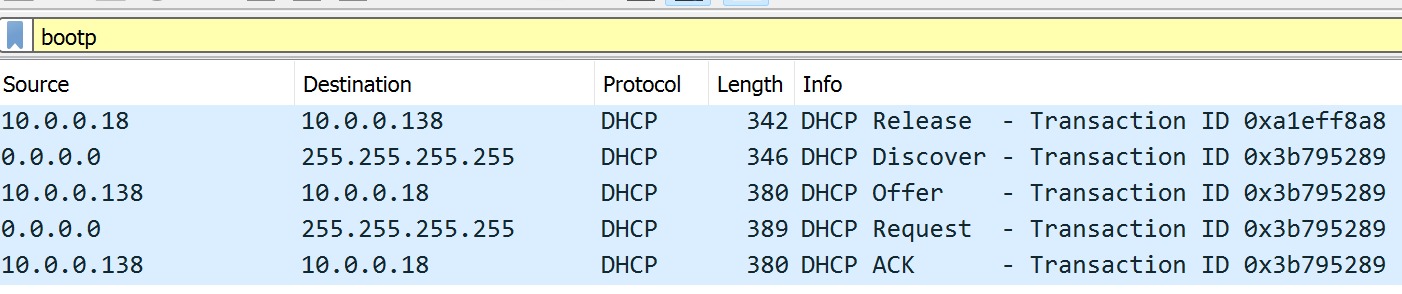 bootp
Source Destination Protocol Length Info
10.0.0.18 10.0.0.138 DHCP 342 DHCP Release - Transaction ID 0xa1eff8a8
0.0.0.0 255.255.255.255 DHCP 346 DHCP Discover - Transaction ID 0x3b795289
10.0.0.138 10.0.0.18 DHCP 380 DHCP Offer - Transaction ID 0x3b795289
0.0.0.0 255.255.255.255 DHCP 389 DHCP Request - Transaction ID 0x3b795289
10.0.0.138 10.0.0.18 DHCP 380 DHCP ACK - Transaction ID 0x3b795289